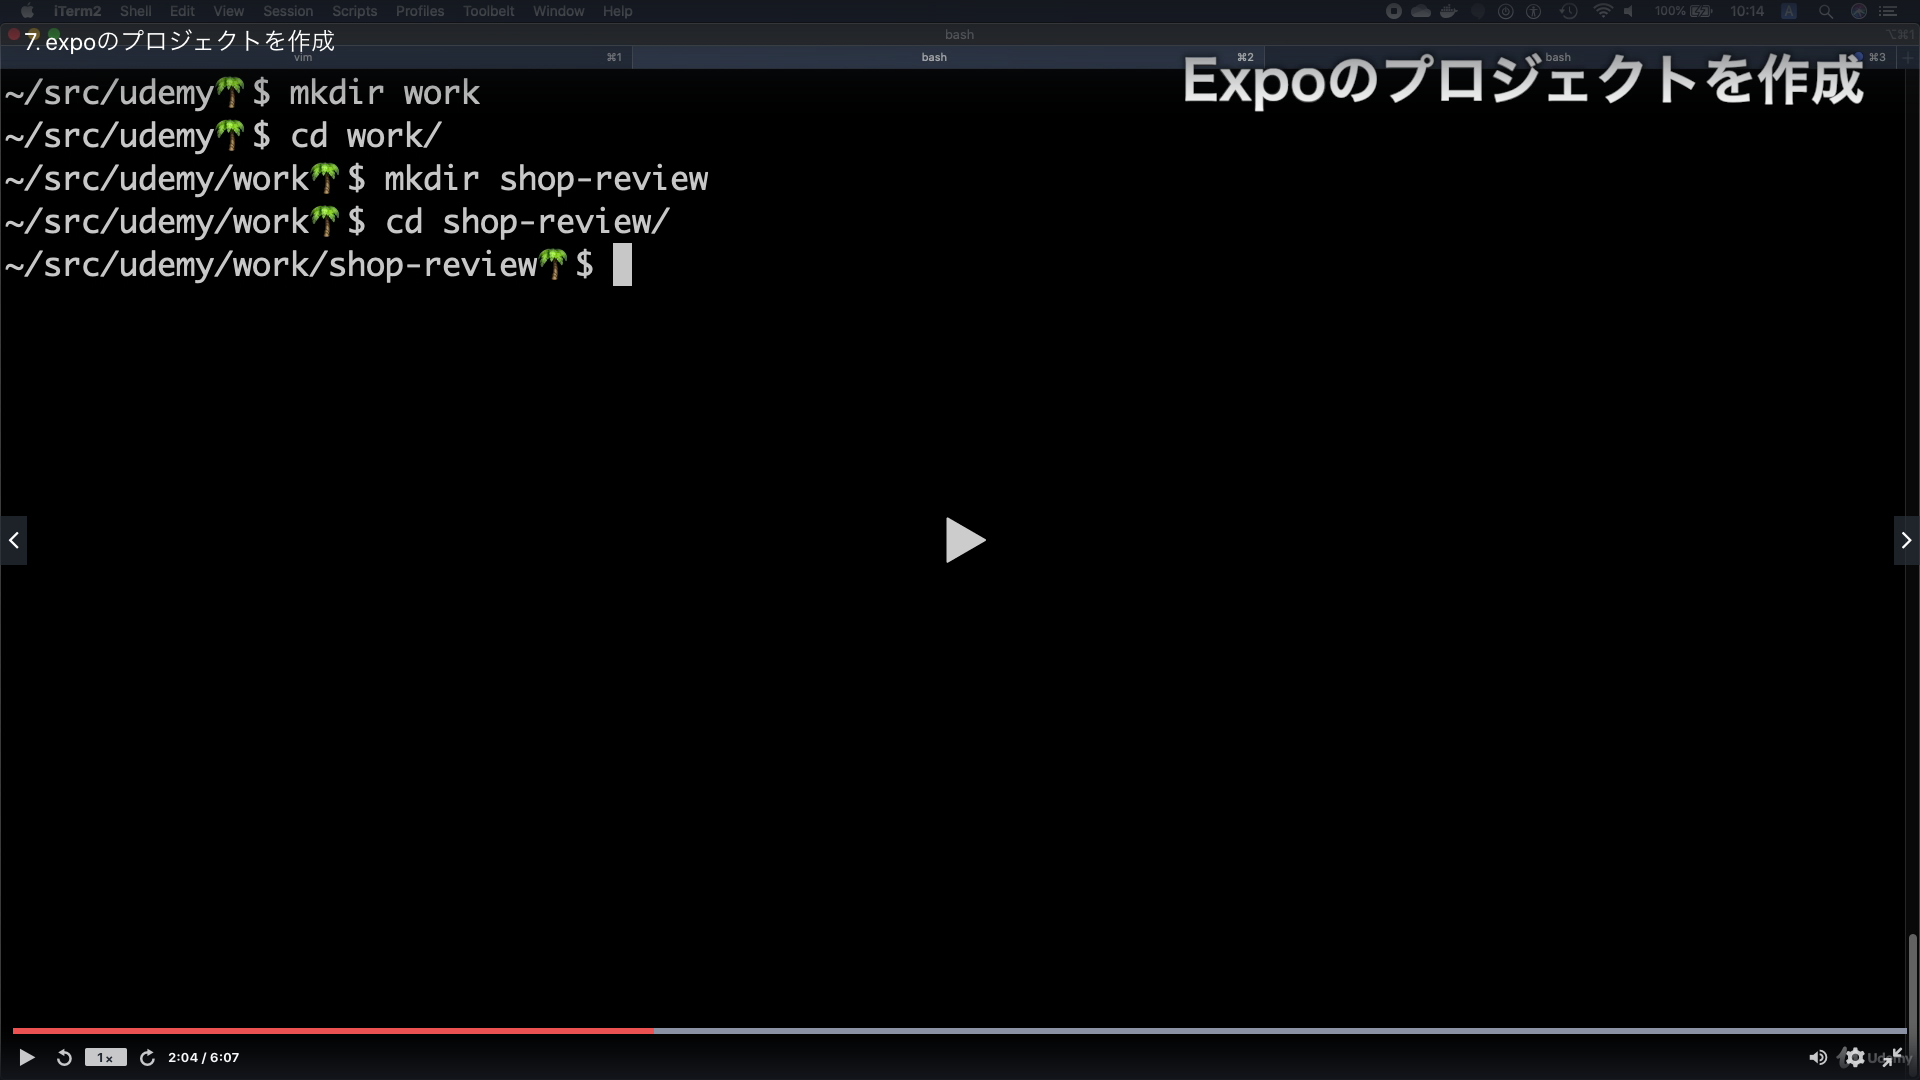 iTerm2 Shell Edit View Session Scripts Profiles Toolbelt Window Help 100% 10:14 A
bash ⌥⌘1
7. expoのプロジェクトを作成
vim ⌘1 bash ⌘2 bash ⌘3
Expoのプロジェクトを作成
~/src/udemy🌴$ mkdir work
~/src/udemy🌴$ cd work/
~/src/udemy/work🌴$ mkdir shop-review
~/src/udemy/work🌴$ cd shop-review/
~/src/udemy/work/shop-review🌴$
1x 2:04 / 6:07 Udemy